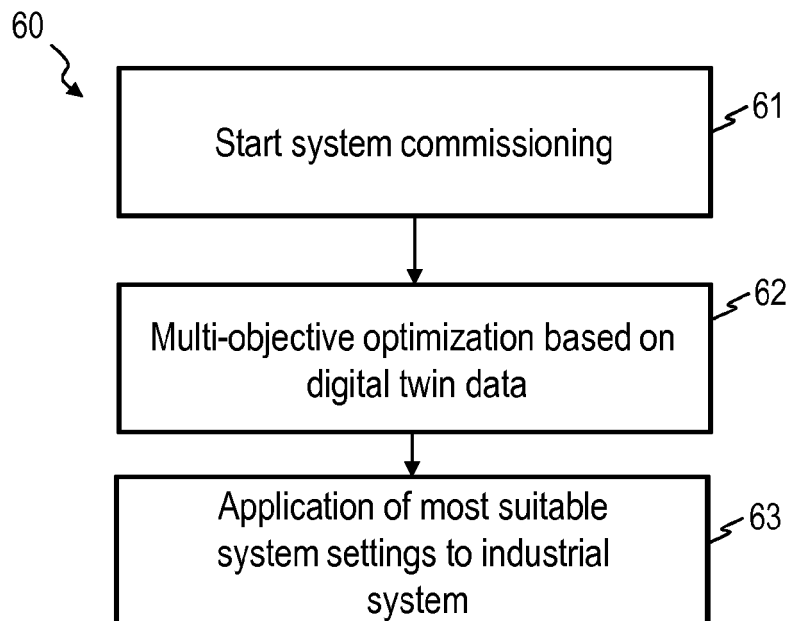 60
Start system commissioning
61
Multi-objective optimization based on
digital twin data
62
Application of most suitable
system settings to industrial
system
63